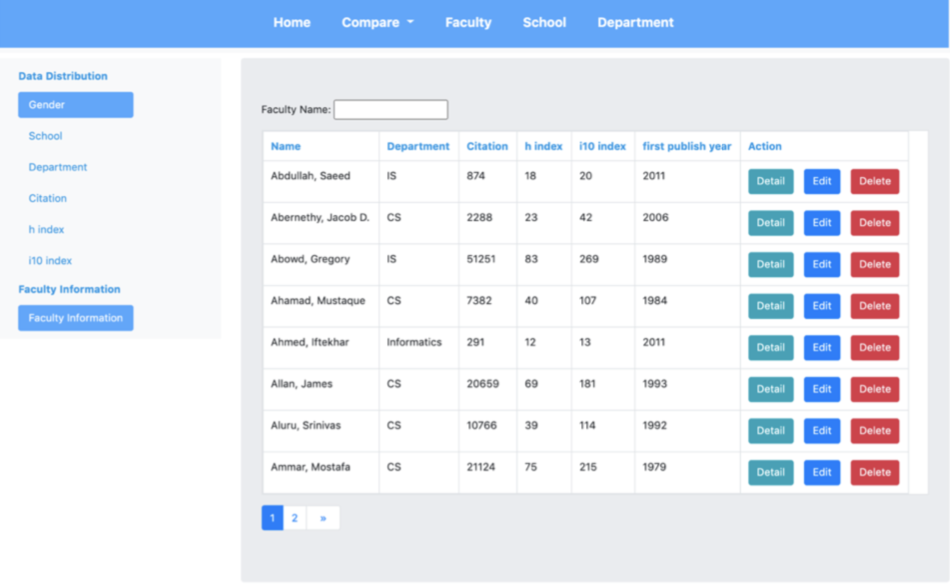 Home Compare Faculty School Department
Data Distribution
Gender
School
Department
Citation
h index
i10 index
Faculty Information
Faculty Information
Faculty Name:
Name Department Citation h index i10 index first publish year Action
Abdullah, Saeed IS 874 18 20 2011 Detail Edit Delete
Abernethy, Jacob D. CS 2288 23 42 2006 Detail Edit Delete
Abowd, Gregory IS 51251 83 269 1989 Detail Edit Delete
Ahamad, Mustaque CS 7382 40 107 1984 Detail Edit Delete
Ahmed, Iftekhar Informatics 291 12 13 2011 Detail Edit Delete
Allan, James CS 20659 69 181 1993 Detail Edit Delete
Aluru, Srinivas CS 10766 39 114 1992 Detail Edit Delete
Ammar, Mostafa CS 21124 75 215 1979 Detail Edit Delete
1 2 »